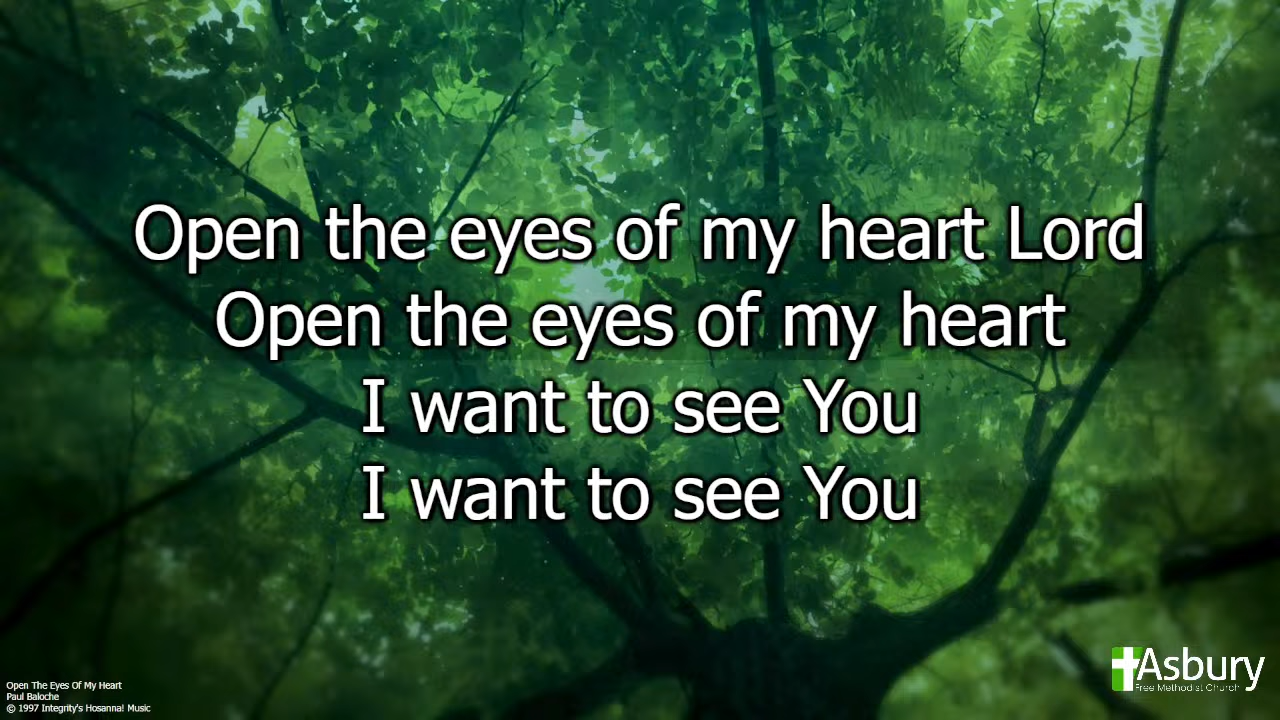 Open the eyes of my heart Lord
Open the eyes of my heart
I want to see You
I want to see You
Open The Eyes Of My Heart
Paul Baloche
© 1997 Integrity's Hosanna! Music
Asbury
Free Methodist Church